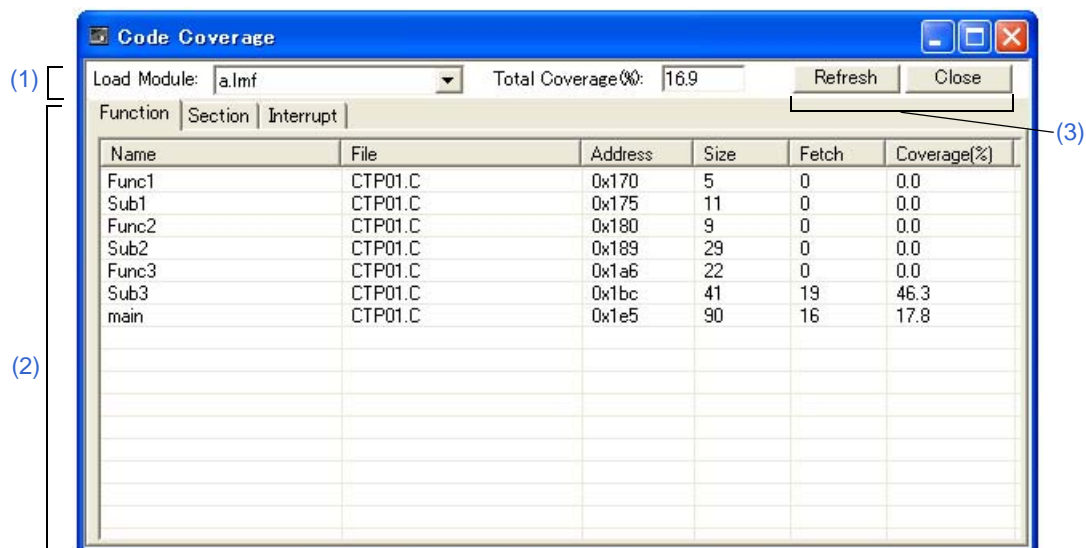 Code Coverage
(1) Load Module: a.lmf Total Coverage(%): 16.9 Refresh Close
Function Section Interrupt
(3)
Name File Address Size Fetch Coverage(%)
Func1 CTP01.C 0x170 5 0 0.0
Sub1 CTP01.C 0x175 11 0 0.0
Func2 CTP01.C 0x180 9 0 0.0
Sub2 CTP01.C 0x189 29 0 0.0
Func3 CTP01.C 0x1a6 22 0 0.0
Sub3 CTP01.C 0x1bc 41 19 46.3
main CTP01.C 0x1e5 90 16 17.8
(2)